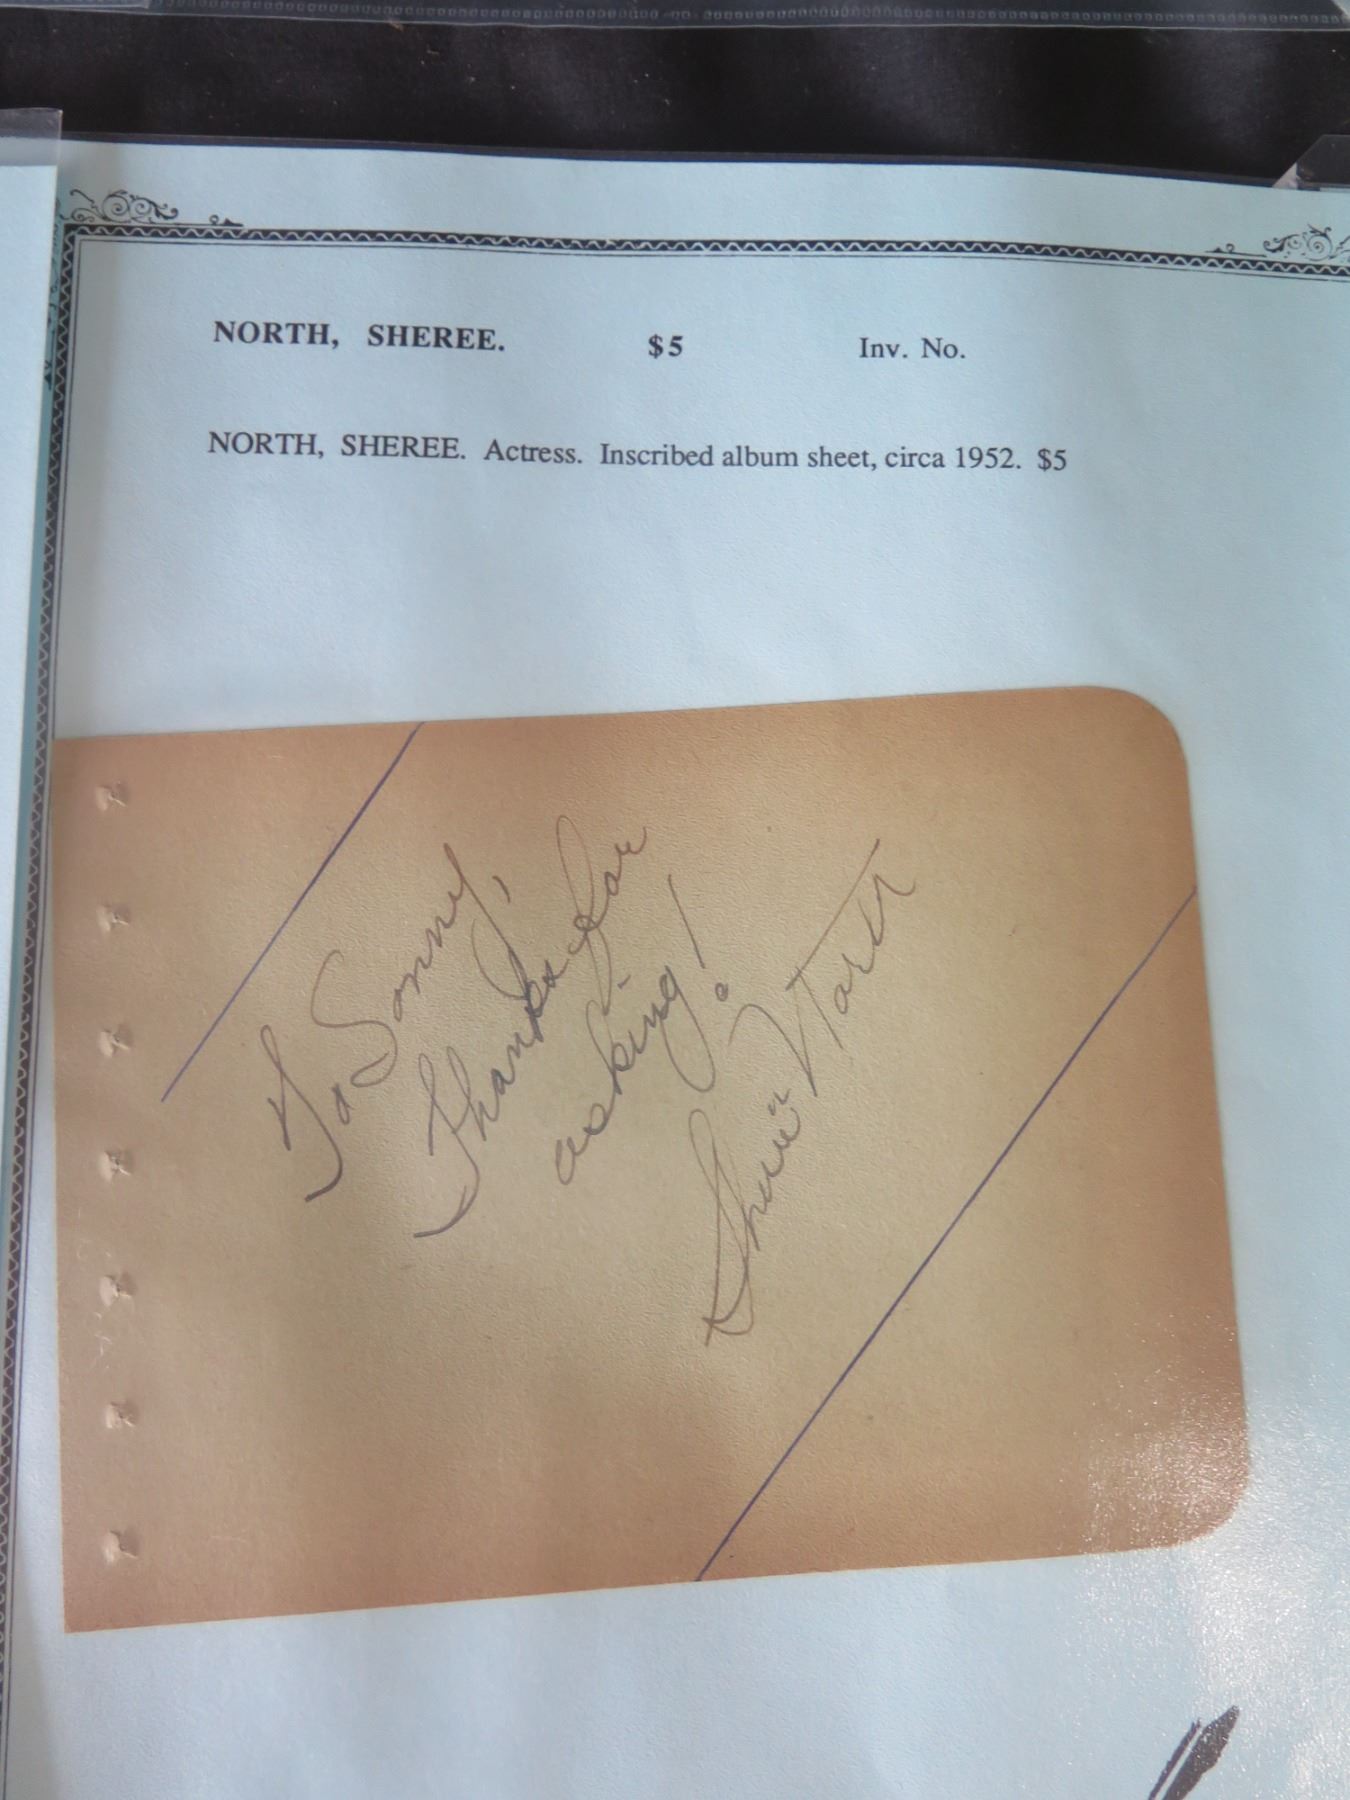 NORTH, SHEREE. $5 Inv. No.
NORTH, SHEREE. Actress. Inscribed album sheet, circa 1952. $5
To Sonny,
Thanks for
asking!
Sheree North